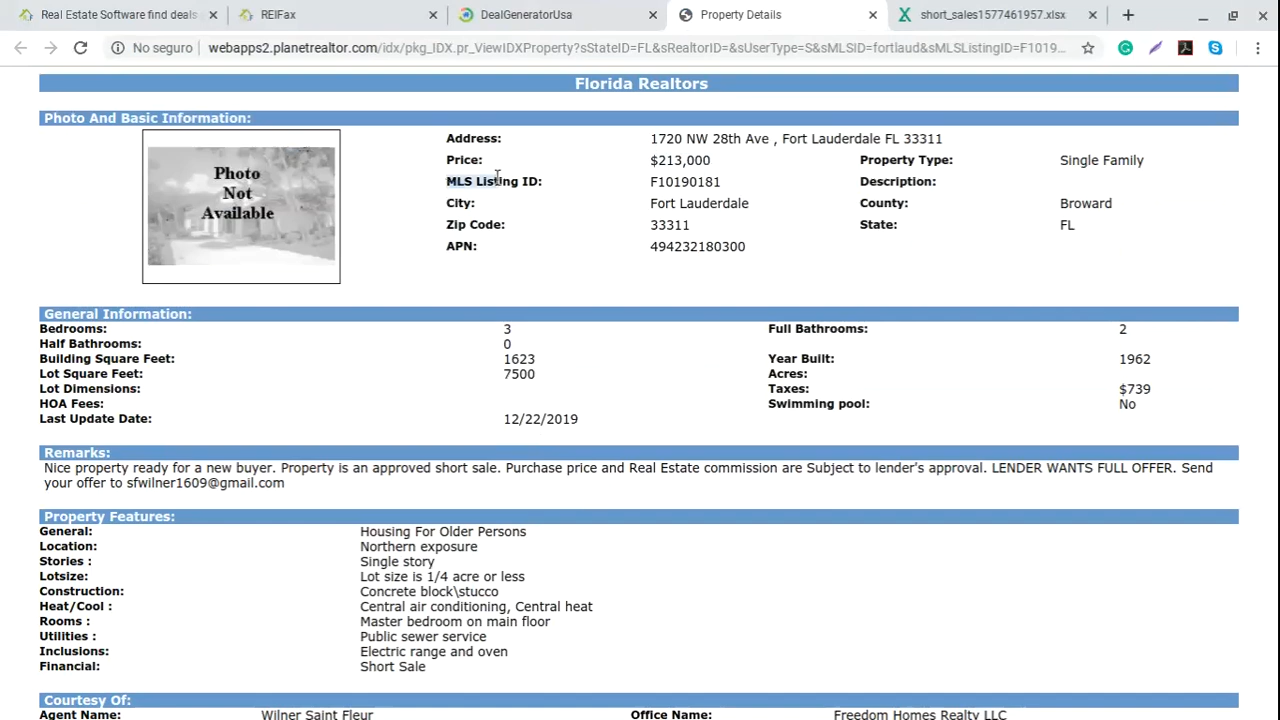 Real Estate Software find deals
REIFax
DealGeneratorUsa
Property Details
short_sales1577461957.xlsx
No seguro
webapps2.planetrealtor.com/idx/pkg_IDX.pr_ViewIDXProperty?sStateID=FL&sRealtorID=&sUserType=S&sMLSID=fortlaud&sMLSListingID=F1019...
Florida Realtors
Photo And Basic Information:
Photo
Not
Available
Address: 1720 NW 28th Ave , Fort Lauderdale FL 33311
Price: $213,000 Property Type: Single Family
MLS Listing ID: F10190181 Description:
City: Fort Lauderdale County: Broward
Zip Code: 33311 State: FL
APN: 494232180300
General Information:
Bedrooms: 3 Full Bathrooms: 2
Half Bathrooms: 0
Building Square Feet: 1623 Year Built: 1962
Lot Square Feet: 7500 Acres:
Lot Dimensions: Taxes: $739
HOA Fees: Swimming pool: No
Last Update Date: 12/22/2019
Remarks:
Nice property ready for a new buyer. Property is an approved short sale. Purchase price and Real Estate commission are Subject to lender's approval. LENDER WANTS FULL OFFER. Send
your offer to sfwilner1609@gmail.com
Property Features:
General: Housing For Older Persons
Location: Northern exposure
Stories : Single story
Lotsize: Lot size is 1/4 acre or less
Construction: Concrete block\stucco
Heat/Cool : Central air conditioning, Central heat
Rooms : Master bedroom on main floor
Utilities : Public sewer service
Inclusions: Electric range and oven
Financial: Short Sale
Courtesy Of:
Agent Name: Wilner Saint Fleur Office Name: Freedom Homes Realty LLC